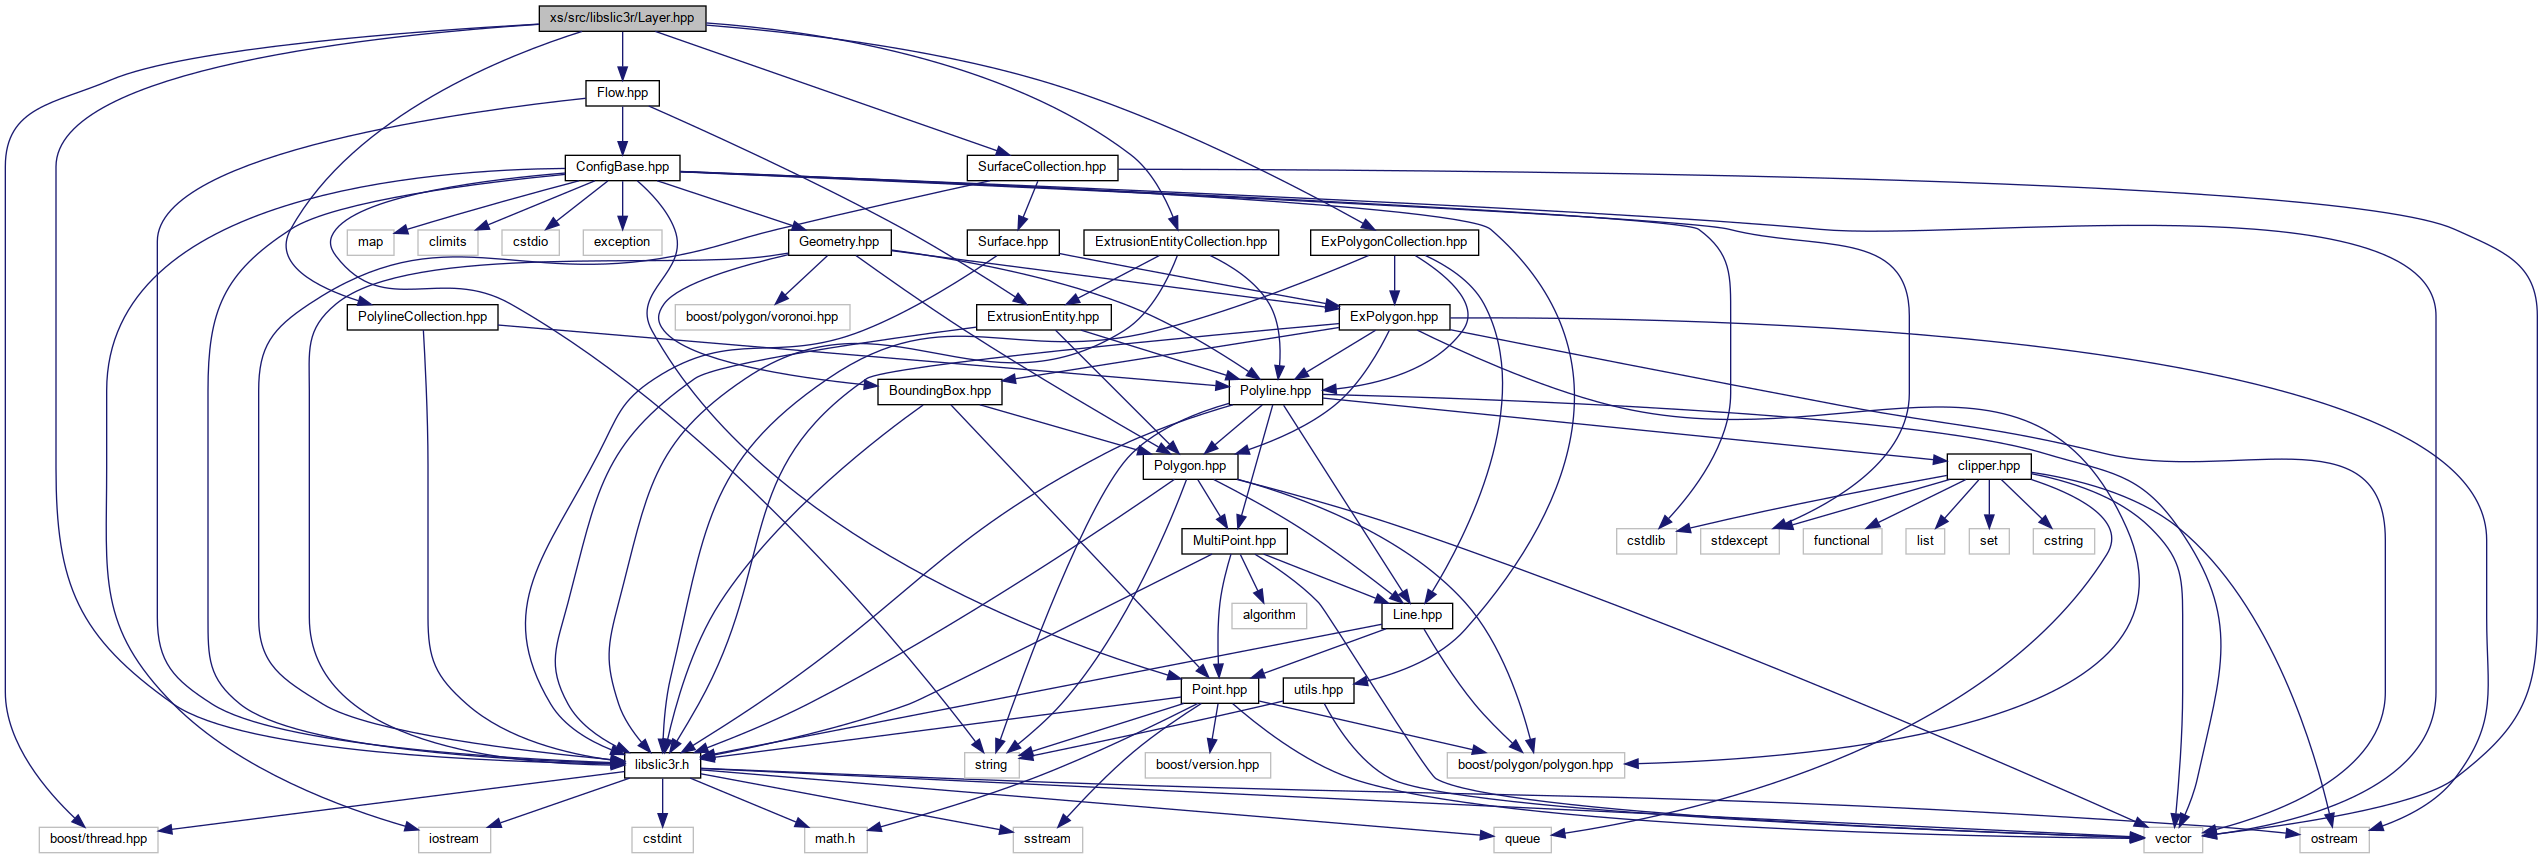 xs/src/libslic3r/Layer.hpp
Flow.hpp
ConfigBase.hpp
SurfaceCollection.hpp
map
climits
cstdio
exception
Geometry.hpp
Surface.hpp
ExtrusionEntityCollection.hpp
ExPolygonCollection.hpp
PolylineCollection.hpp
boost/polygon/voronoi.hpp
ExtrusionEntity.hpp
ExPolygon.hpp
BoundingBox.hpp
Polyline.hpp
Polygon.hpp
clipper.hpp
MultiPoint.hpp
cstdlib
stdexcept
functional
list
set
cstring
algorithm
Line.hpp
Point.hpp
utils.hpp
libslic3r.h
string
boost/version.hpp
boost/polygon/polygon.hpp
boost/thread.hpp
iostream
cstdint
math.h
sstream
queue
vector
ostream